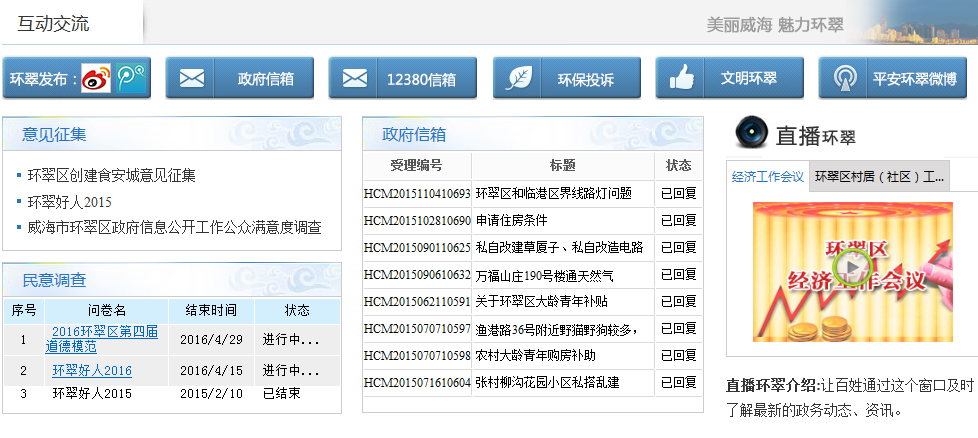 互动交流
美丽威海 魅力环翠
环翠发布：
政府信箱
12380信箱
环保投诉
文明环翠
平安环翠微博
意见征集
环翠区创建食安城意见征集
环翠好人2015
威海市环翠区政府信息公开工作公众满意度调查
民意调查
序号 问卷名 结束时间 状态
1 2016环翠区第四届道德模范 2016/4/29 进行中...
2 环翠好人2016 2016/4/15 进行中...
3 环翠好人2015 2015/2/10 已结束
政府信箱
受理编号 标题 状态
HCM2015110410693 环翠区和临港区界线路灯问题 已回复
HCM2015102810690 申请住房条件 已回复
HCM2015090110625 私自改建草厦子、私自改造电路 已回复
HCM2015090610632 万福山庄190号楼通天然气 已回复
HCM2015062110591 关于环翠区大龄青年补贴 已回复
HCM2015070710597 渔港路36号附近野猫野狗较多， 已回复
HCM2015070710598 农村大龄青年购房补助 已回复
HCM2015071610604 张村柳沟花园小区私搭乱建 已回复
直播环翠
经济工作会议 环翠区村居（社区）工...
环翠区
经济工作会议
直播环翠介绍:让百姓通过这个窗口及时
了解最新的政务动态、资讯。